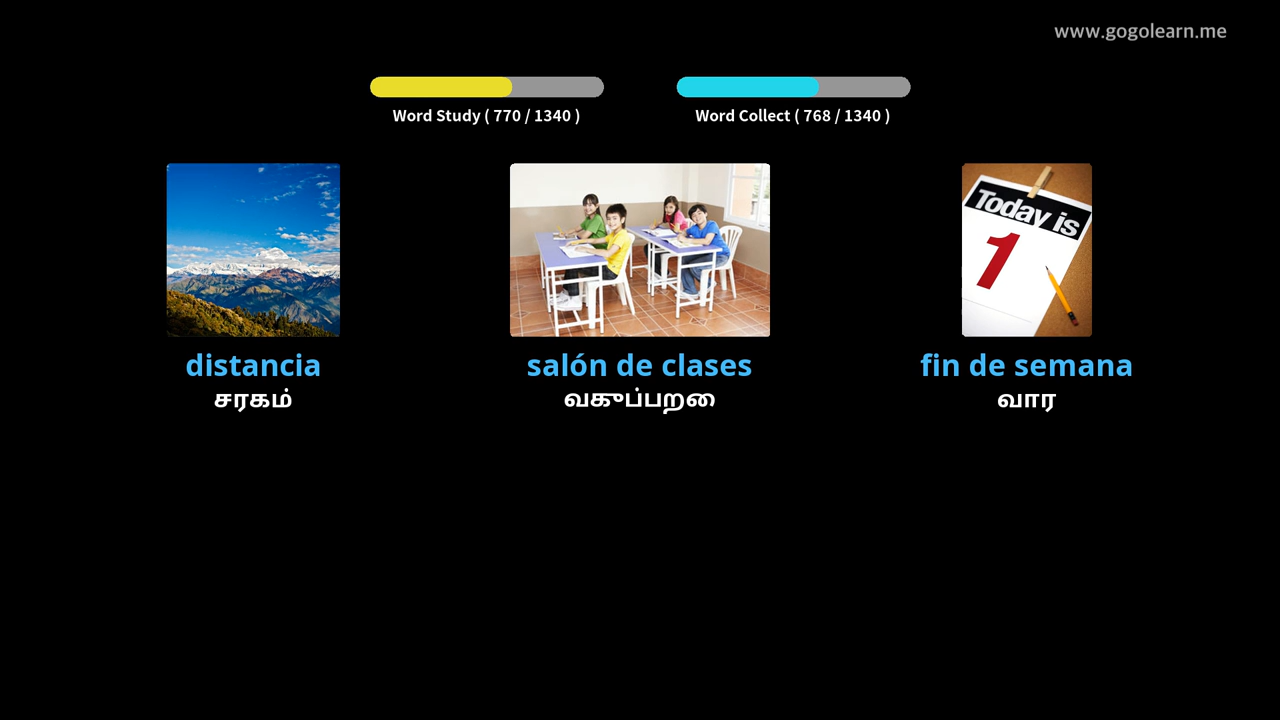 www.gogolearn.me
Word Study ( 770 / 1340 )
Word Collect ( 768 / 1340 )
Today is
1
distancia
salón de clases
fin de semana
சரகம்
வகுப்பறை
வார